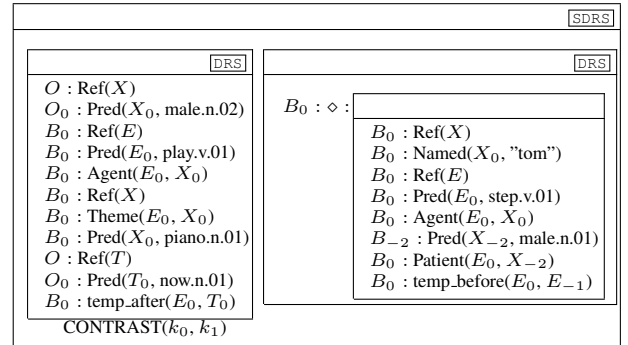 SDRS
DRS
O : Ref(X)
O₀ : Pred(X₀, male.n.02)
B₀ : Ref(E)
B₀ : Pred(E₀, play.v.01)
B₀ : Agent(E₀, X₀)
B₀ : Ref(X)
B₀ : Theme(E₀, X₀)
B₀ : Pred(X₀, piano.n.01)
O : Ref(T)
O₀ : Pred(T₀, now.n.01)
B₀ : temp_after(E₀, T₀)
DRS
B₀ : ⋄ :
B₀ : Ref(X)
B₀ : Named(X₀, ”tom”)
B₀ : Ref(E)
B₀ : Pred(E₀, step.v.01)
B₀ : Agent(E₀, X₀)
B₋₂ : Pred(X₋₂, male.n.01)
B₀ : Patient(E₀, X₋₂)
B₀ : temp_before(E₀, E₋₁)
CONTRAST(k₀, k₁)